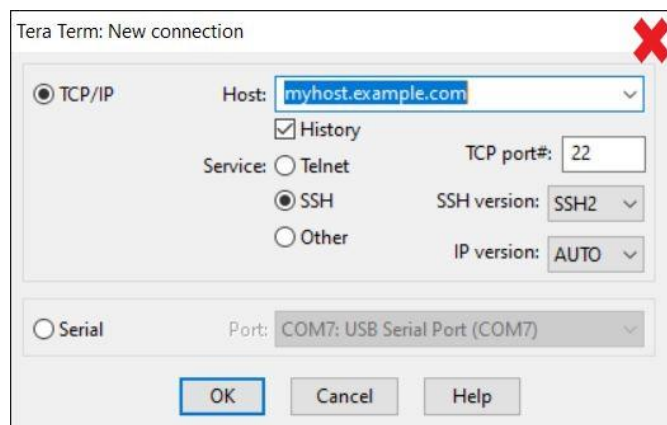 Tera Term: New connection
TCP/IP
Host: myhost.example.com
History
Service: Telnet
TCP port#: 22
SSH
SSH version: SSH2
Other
IP version: AUTO
Serial
Port: COM7: USB Serial Port (COM7)
OK Cancel Help